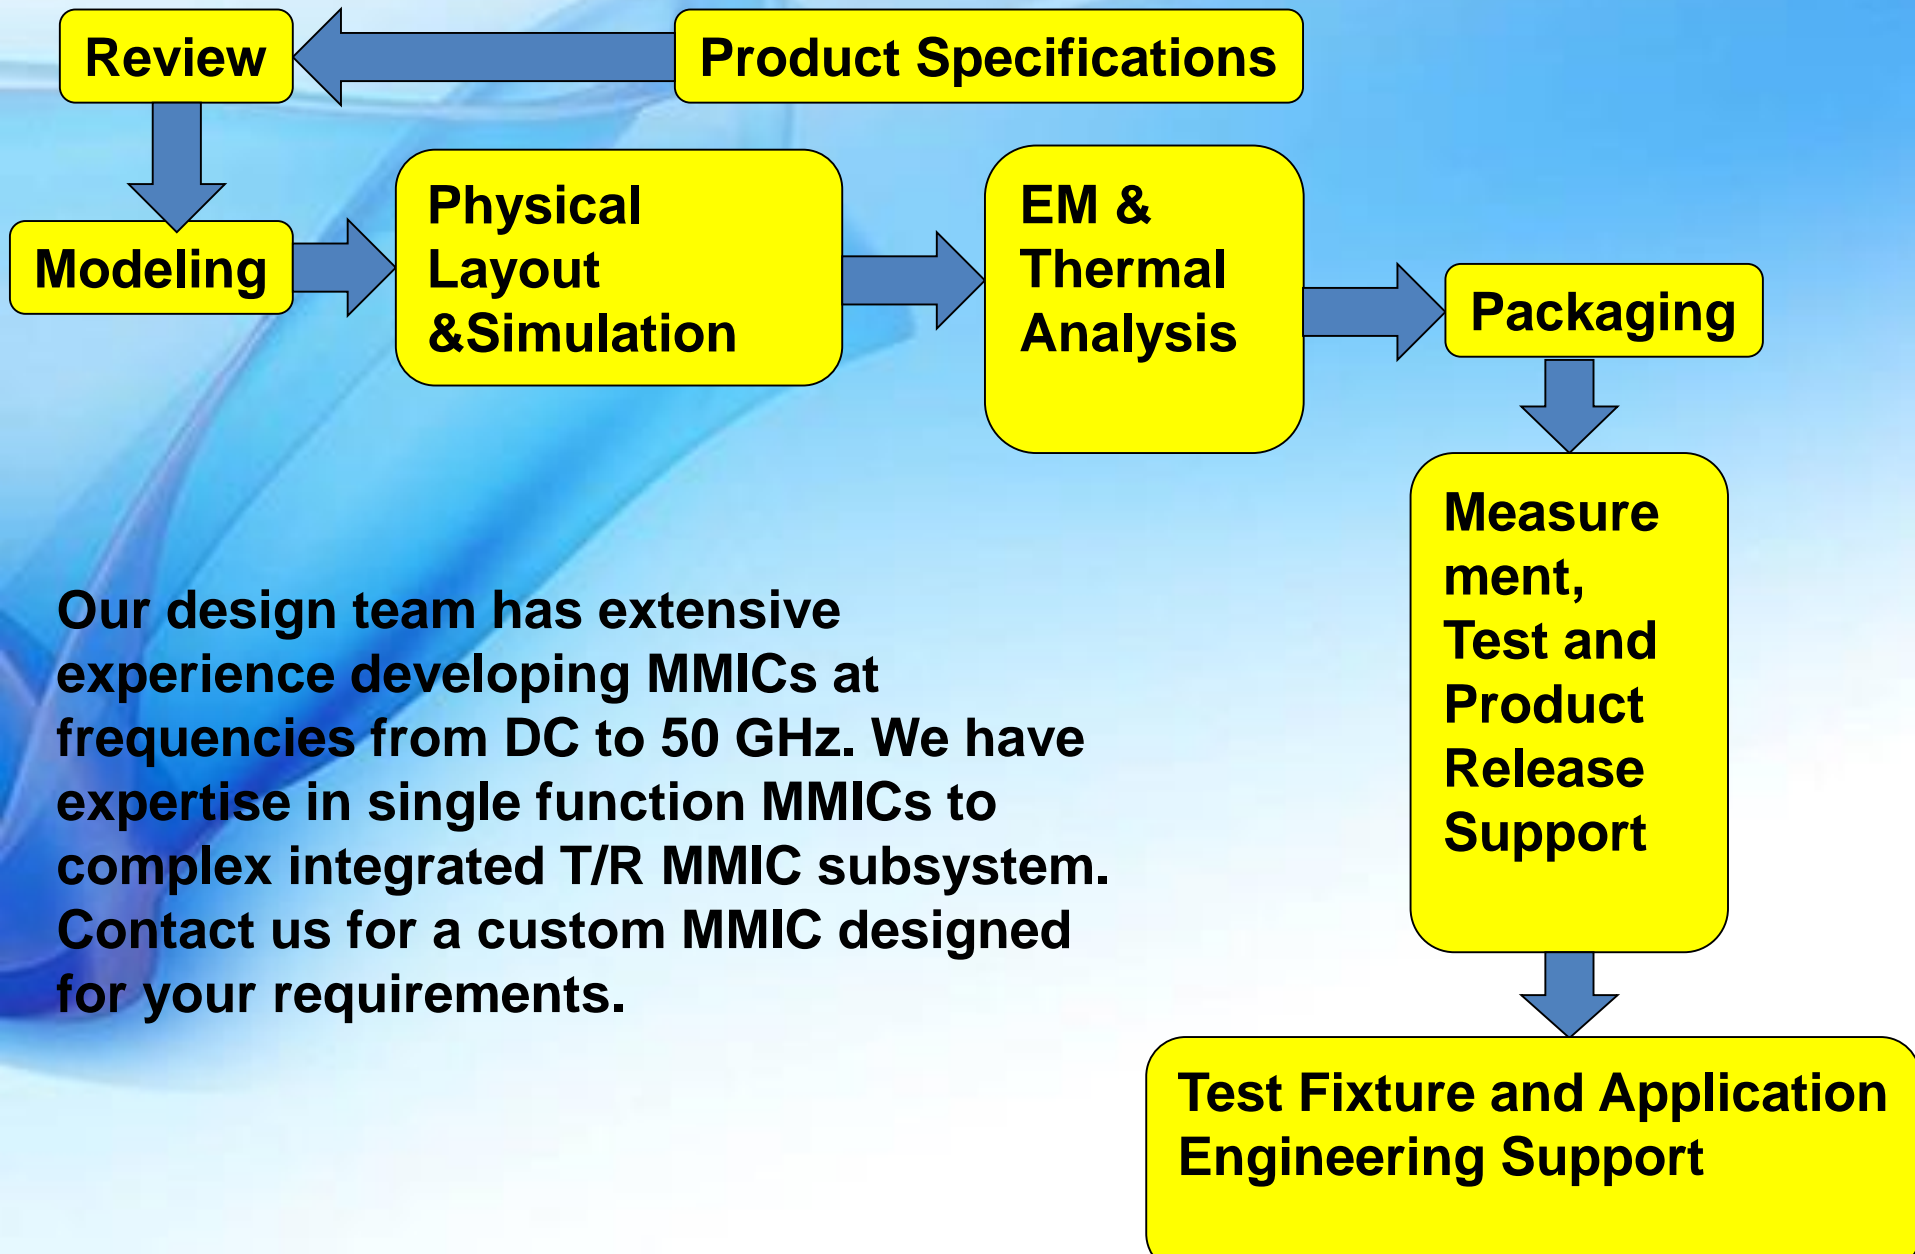 Review
Product Specifications
Modeling
Physical
Layout
&Simulation
EM &
Thermal
Analysis
Packaging
Measure
ment,
Test and
Product
Release
Support
Our design team has extensive
experience developing MMICs at
frequencies from DC to 50 GHz. We have
expertise in single function MMICs to
complex integrated T/R MMIC subsystem.
Contact us for a custom MMIC designed
for your requirements.
Test Fixture and Application
Engineering Support